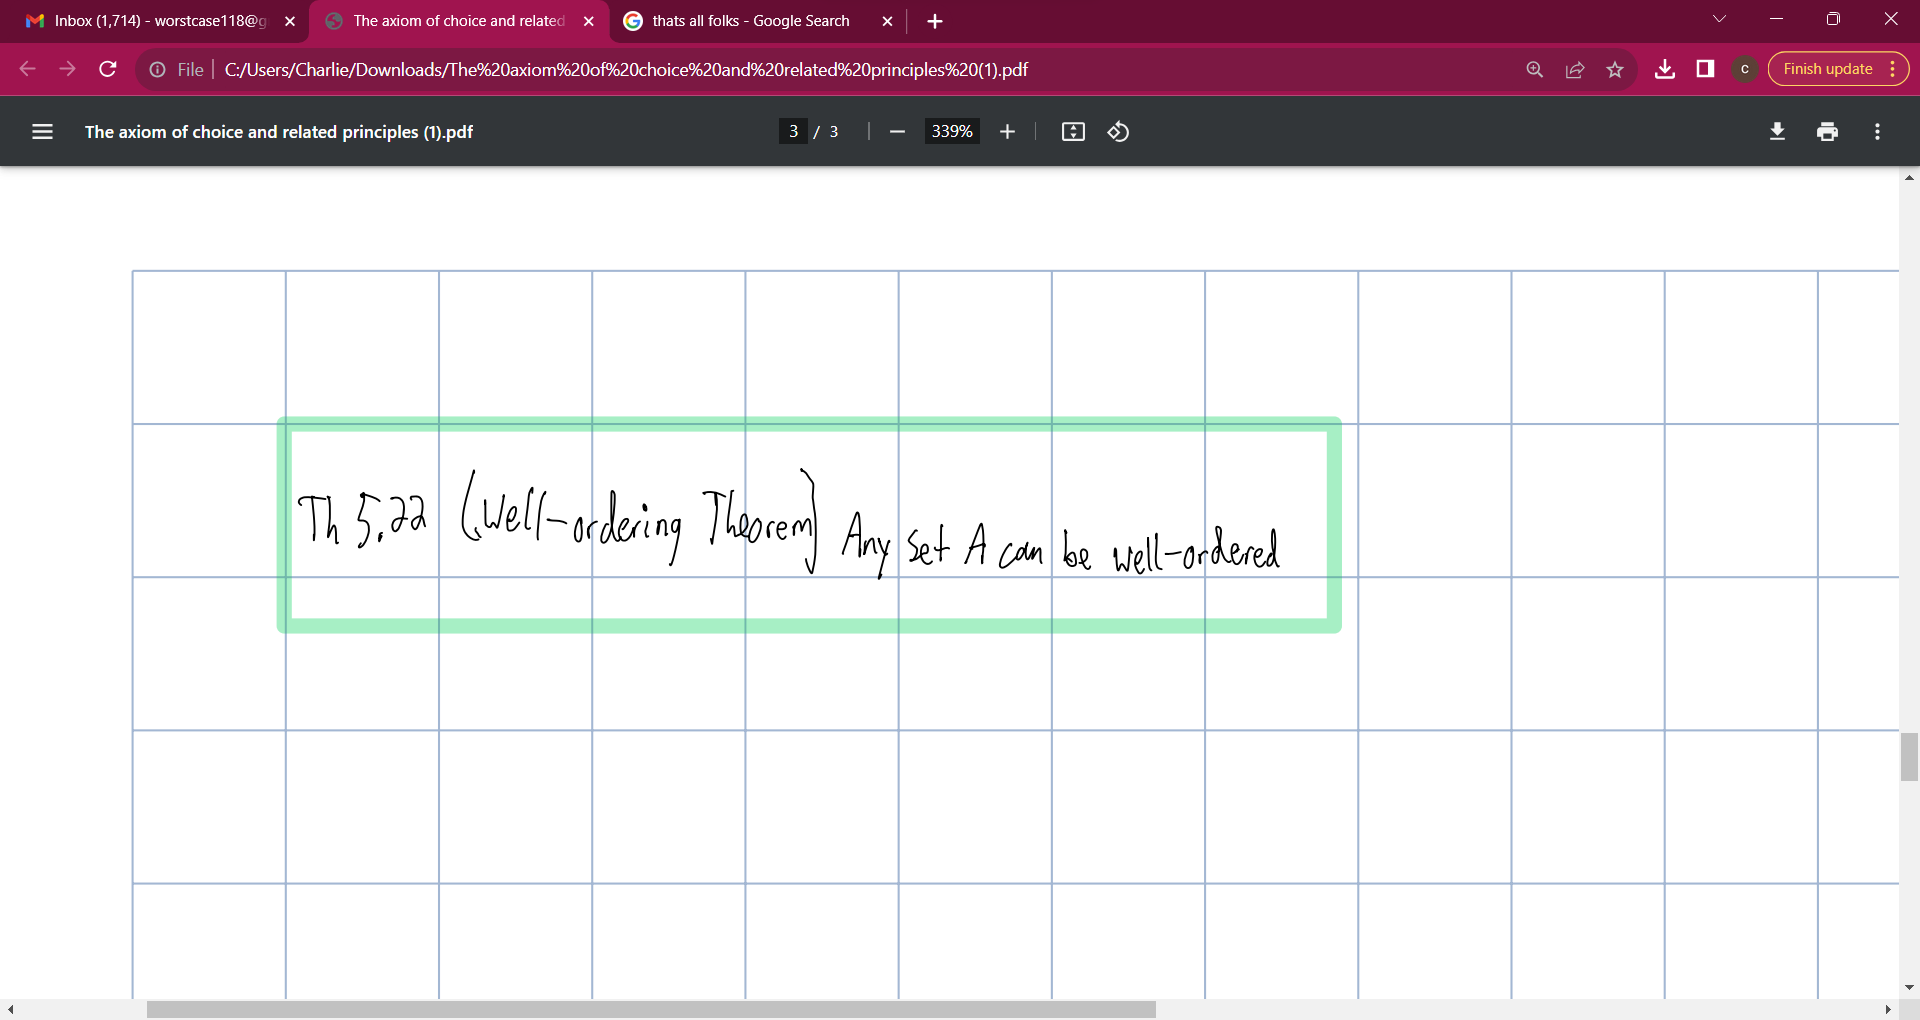 Inbox (1,714) - worstcase118@g
The axiom of choice and related
thats all folks - Google Search
File
C:/Users/Charlie/Downloads/The%20axiom%20of%20choice%20and%20related%20principles%20(1).pdf
C
Finish update
The axiom of choice and related principles (1).pdf
3 / 3
339%
Th 5.22 (Well-ordering Theorem) Any set A can be well-ordered